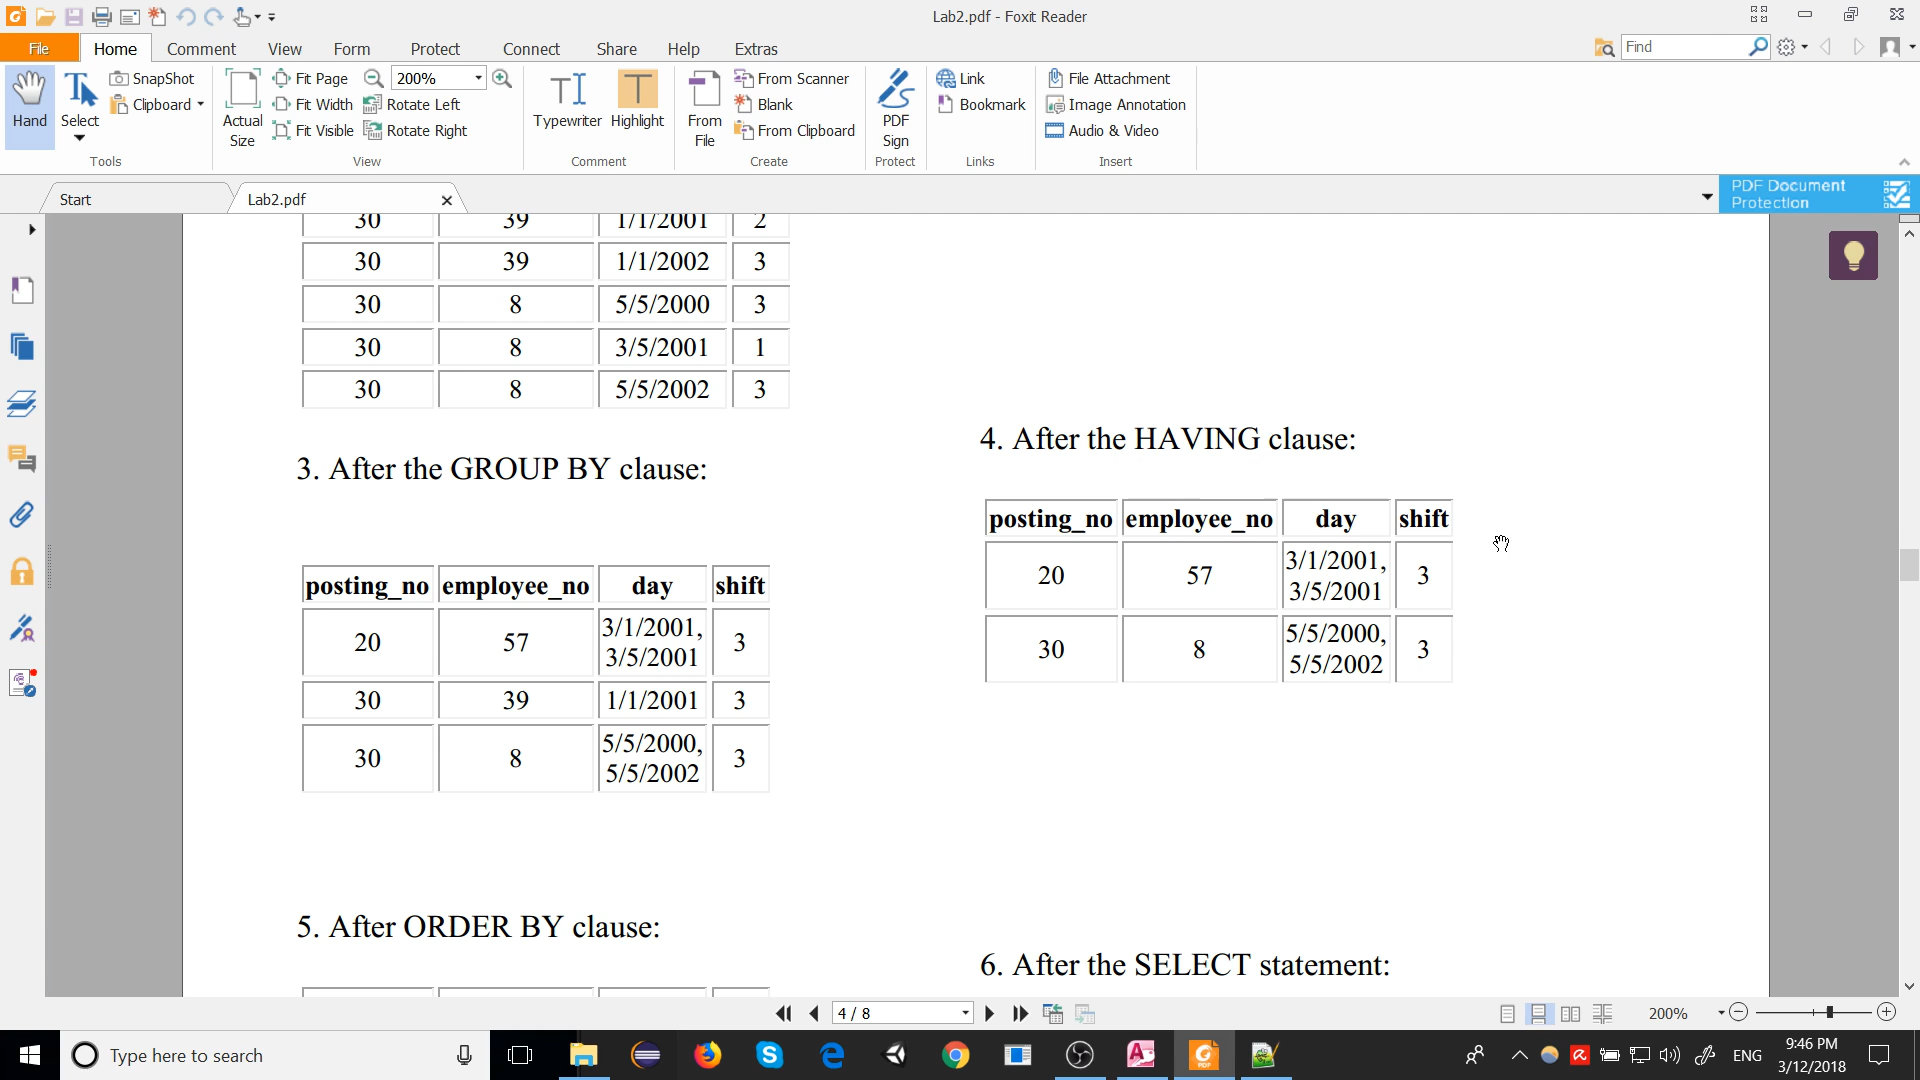 Lab2.pdf - Foxit Reader
File Home Comment View Form Protect Connect Share Help Extras
Find
Hand
Select
SnapShot
Clipboard
Tools
Actual
Size
Fit Page
Fit Width
Fit Visible
200%
Rotate Left
Rotate Right
View
Typewriter
Highlight
Comment
From
File
From Scanner
Blank
From Clipboard
Create
PDF
Sign
Protect
Link
Bookmark
Links
File Attachment
Image Annotation
Audio & Video
Insert
Start
Lab2.pdf
PDF Document
Protection
30 39 1/1/2001 2
30 39 1/1/2002 3
30 8 5/5/2000 3
30 8 3/5/2001 1
30 8 5/5/2002 3
3. After the GROUP BY clause:
posting_no employee_no day shift
20 57 3/1/2001, 3
3/5/2001
30 39 1/1/2001 3
30 8 5/5/2000, 3
5/5/2002
4. After the HAVING clause:
posting_no employee_no day shift
20 57 3/1/2001, 3
3/5/2001
30 8 5/5/2000, 3
5/5/2002
5. After ORDER BY clause:
6. After the SELECT statement:
4 / 8
200%
Type here to search
ENG
9:46 PM
3/12/2018